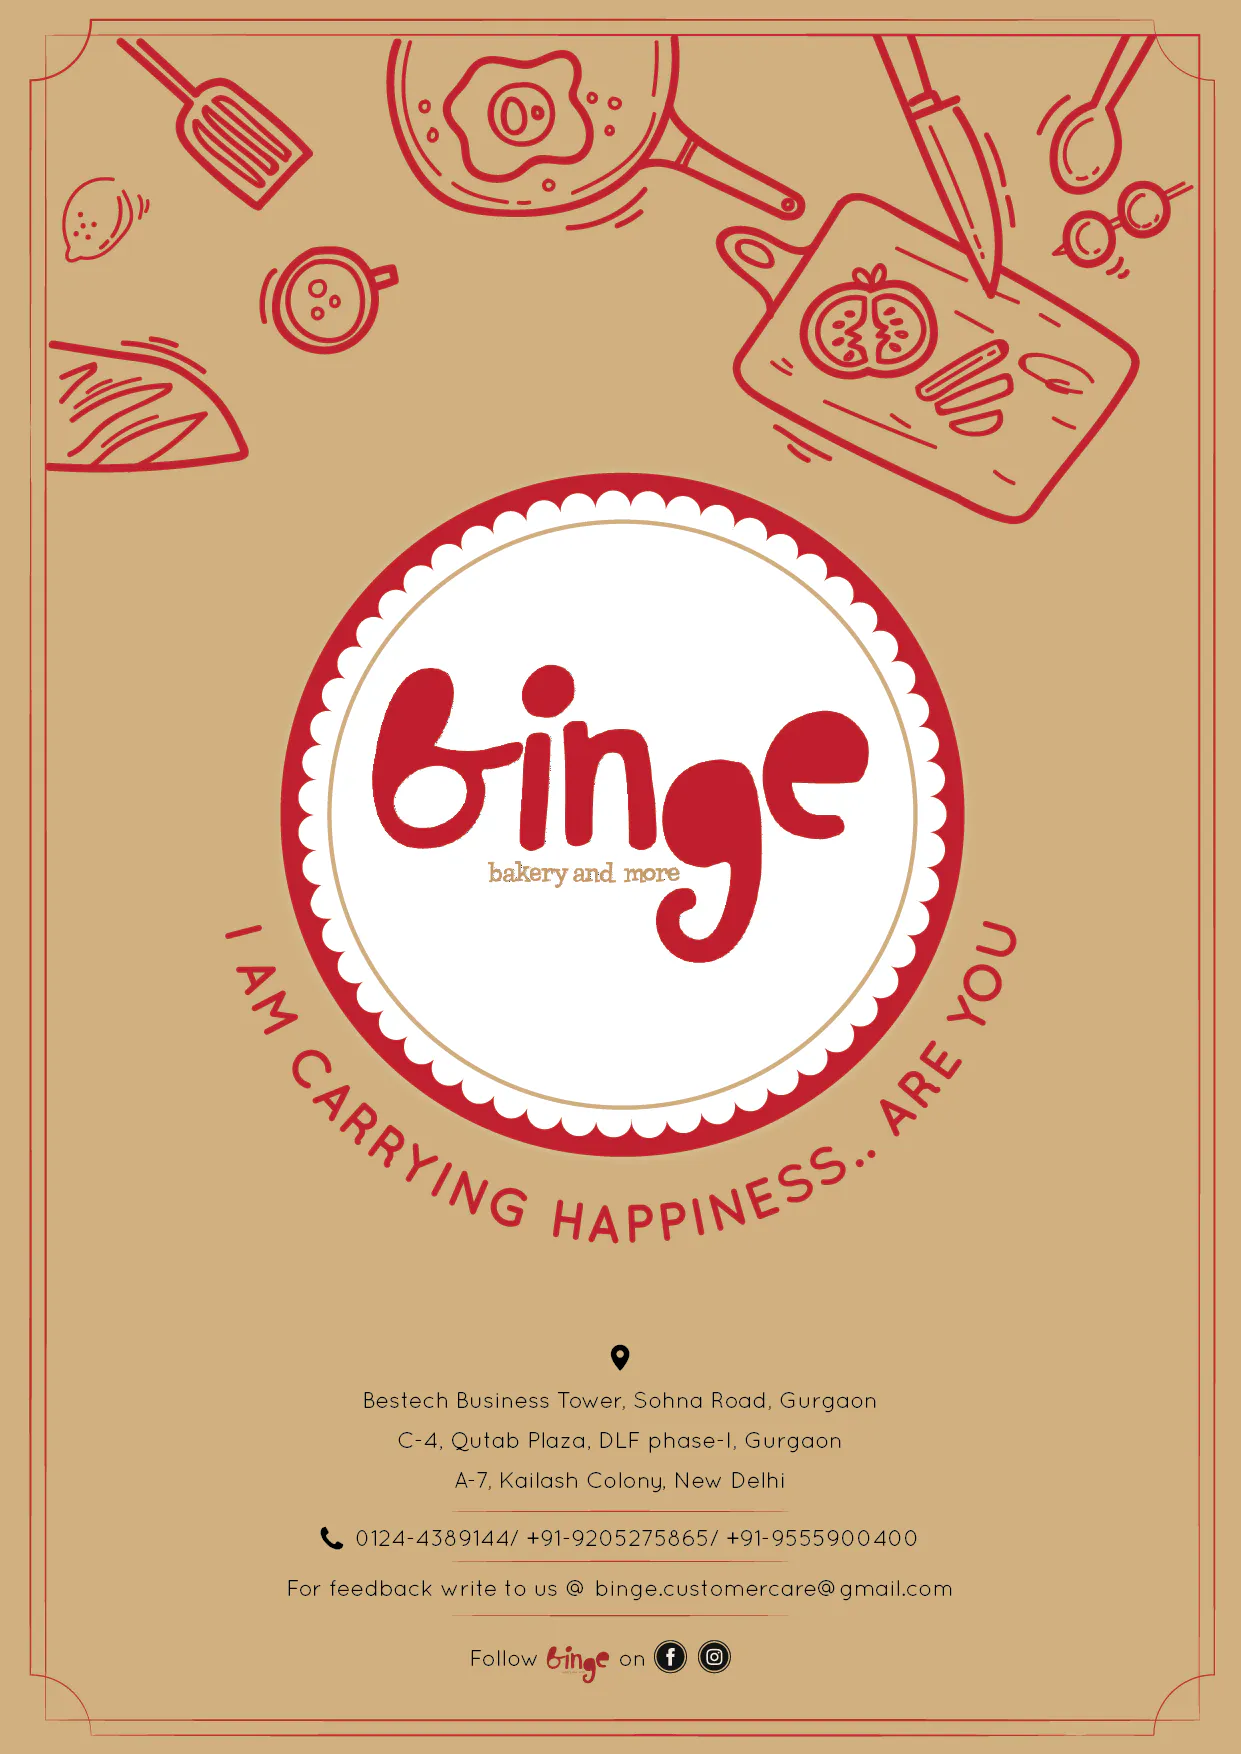 binge
bakery and more
I AM CARRYING HAPPINESS.. ARE YOU
Bestech Business Tower, Sohna Road, Gurgaon
C-4, Qutab Plaza, DLF phase-I, Gurgaon
A-7, Kailash Colony, New Delhi
0124-4389144/ +91-9205275865/ +91-9555900400
For feedback write to us @ binge.customercare@gmail.com
Follow binge on